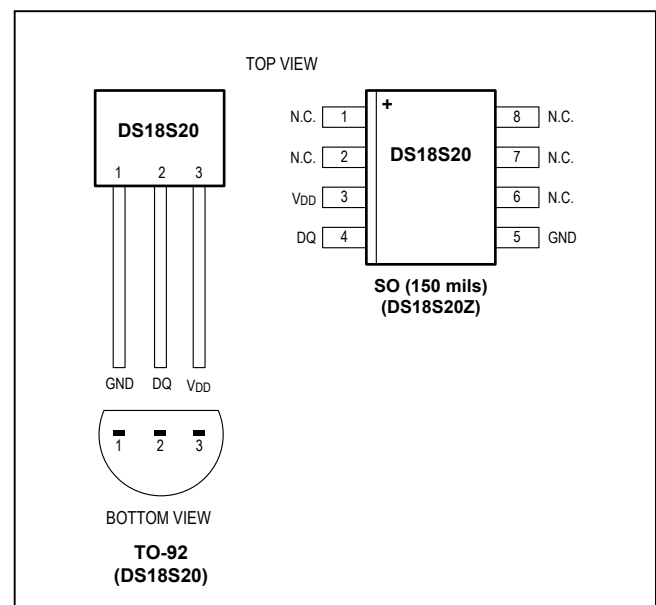 TOP VIEW
DS18S20
1 2 3
GND DQ VDD
1 2 3
BOTTOM VIEW
TO-92
(DS18S20)
+
DS18S20
N.C. 1 8 N.C.
N.C. 2 7 N.C.
VDD 3 6 N.C.
DQ 4 5 GND
SO (150 mils)
(DS18S20Z)